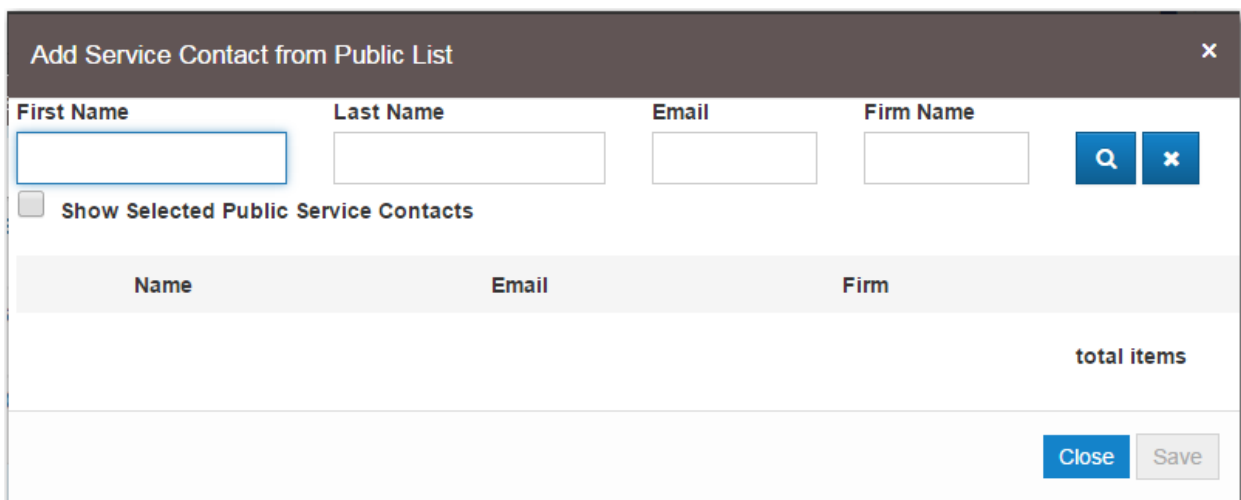 Add Service Contact from Public List
First Name Last Name Email Firm Name
Show Selected Public Service Contacts
Name Email Firm
total items
Close Save